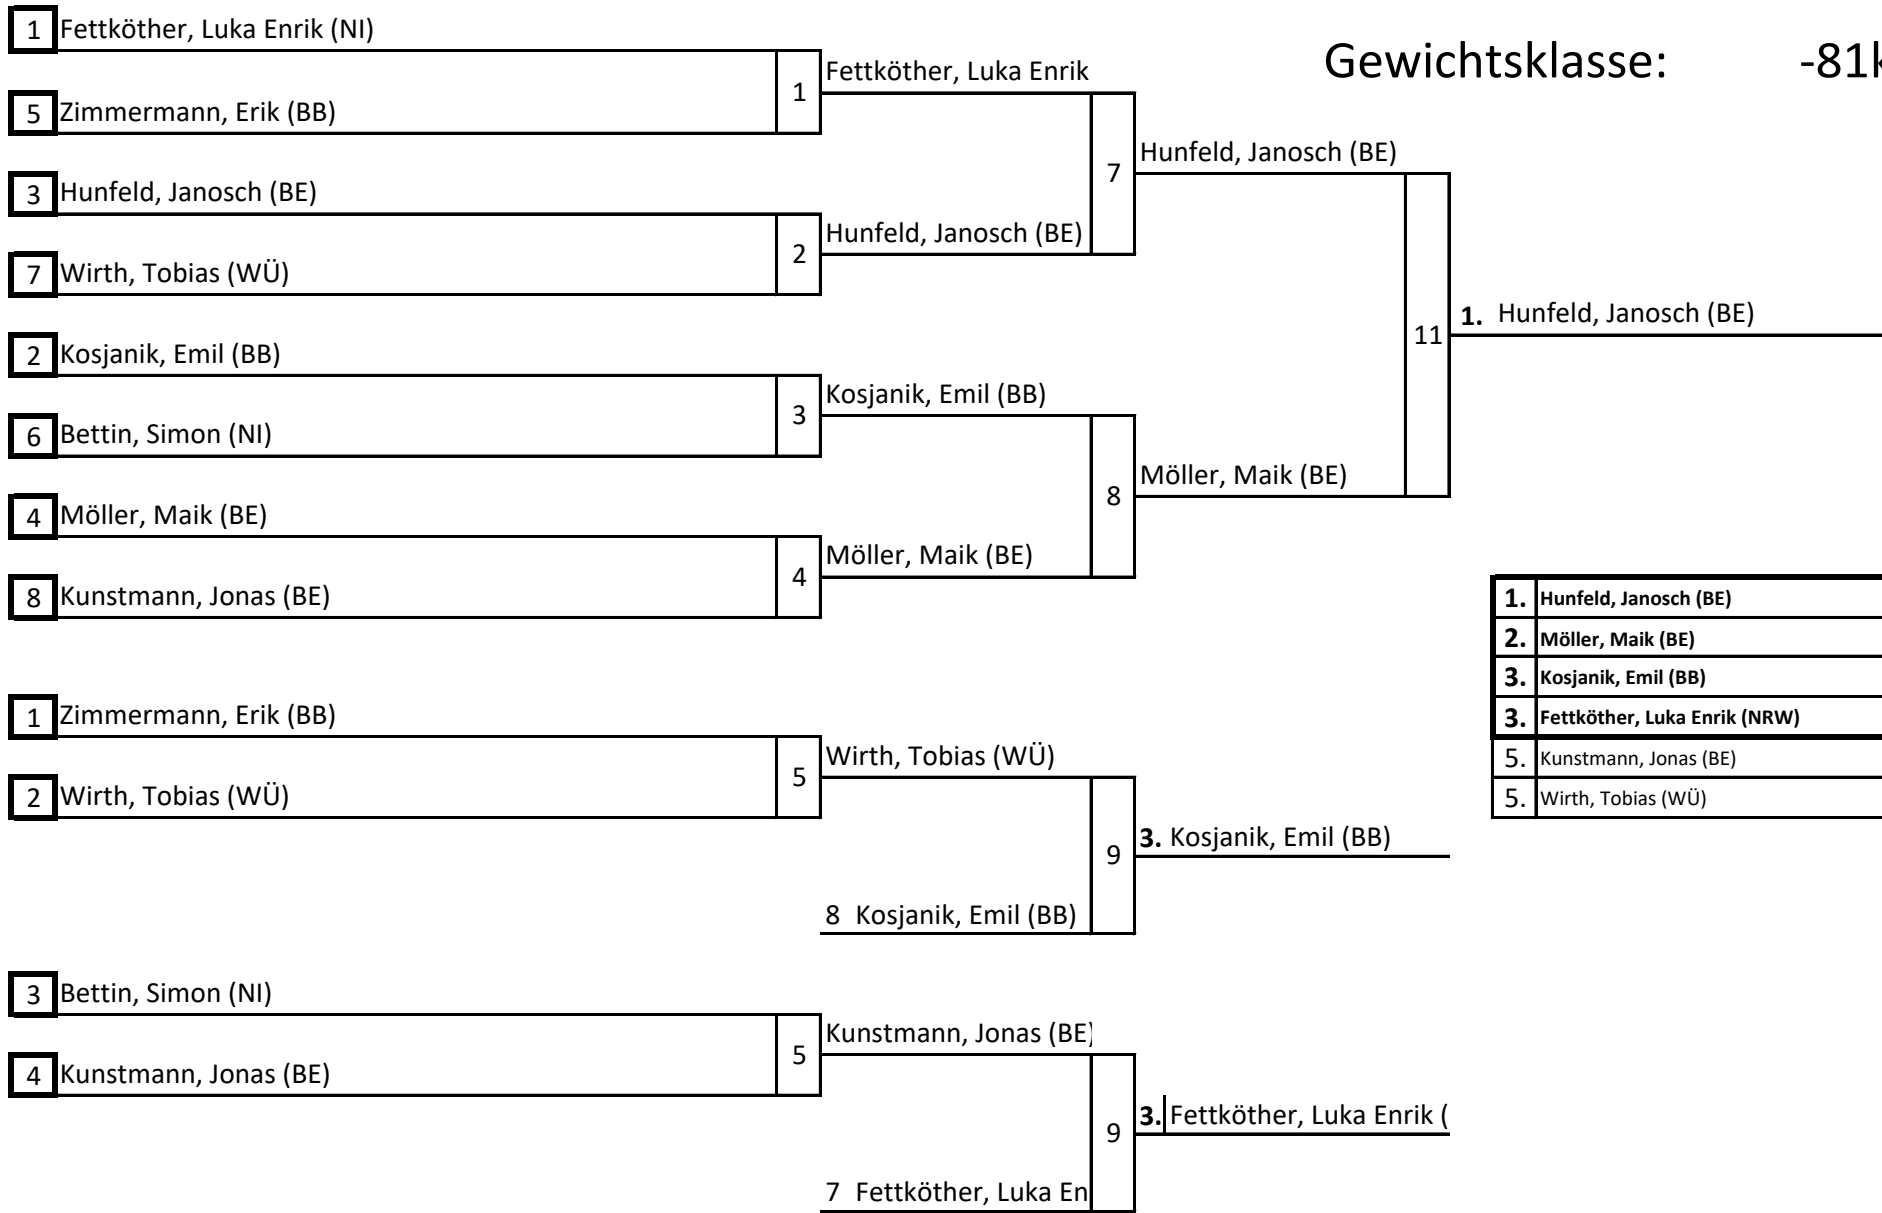 1 Fettköther, Luka Enrik (NI)
Gewichtsklasse: -81k
Fettköther, Luka Enrik
1
5 Zimmermann, Erik (BB)
Hunfeld, Janosch (BE)
7
3 Hunfeld, Janosch (BE)
Hunfeld, Janosch (BE)
2
7 Wirth, Tobias (WÜ)
1. Hunfeld, Janosch (BE)
11
2 Kosjanik, Emil (BB)
Kosjanik, Emil (BB)
3
6 Bettin, Simon (NI)
Möller, Maik (BE)
8
4 Möller, Maik (BE)
Möller, Maik (BE)
4
8 Kunstmann, Jonas (BE)
1. Hunfeld, Janosch (BE)
2. Möller, Maik (BE)
3. Kosjanik, Emil (BB)
3. Fettköther, Luka Enrik (NRW)
5. Kunstmann, Jonas (BE)
5. Wirth, Tobias (WÜ)
1 Zimmermann, Erik (BB)
Wirth, Tobias (WÜ)
5
2 Wirth, Tobias (WÜ)
3. Kosjanik, Emil (BB)
9
8 Kosjanik, Emil (BB)
3 Bettin, Simon (NI)
Kunstmann, Jonas (BE)
5
4 Kunstmann, Jonas (BE)
3. Fettköther, Luka Enrik (
9
7 Fettköther, Luka En